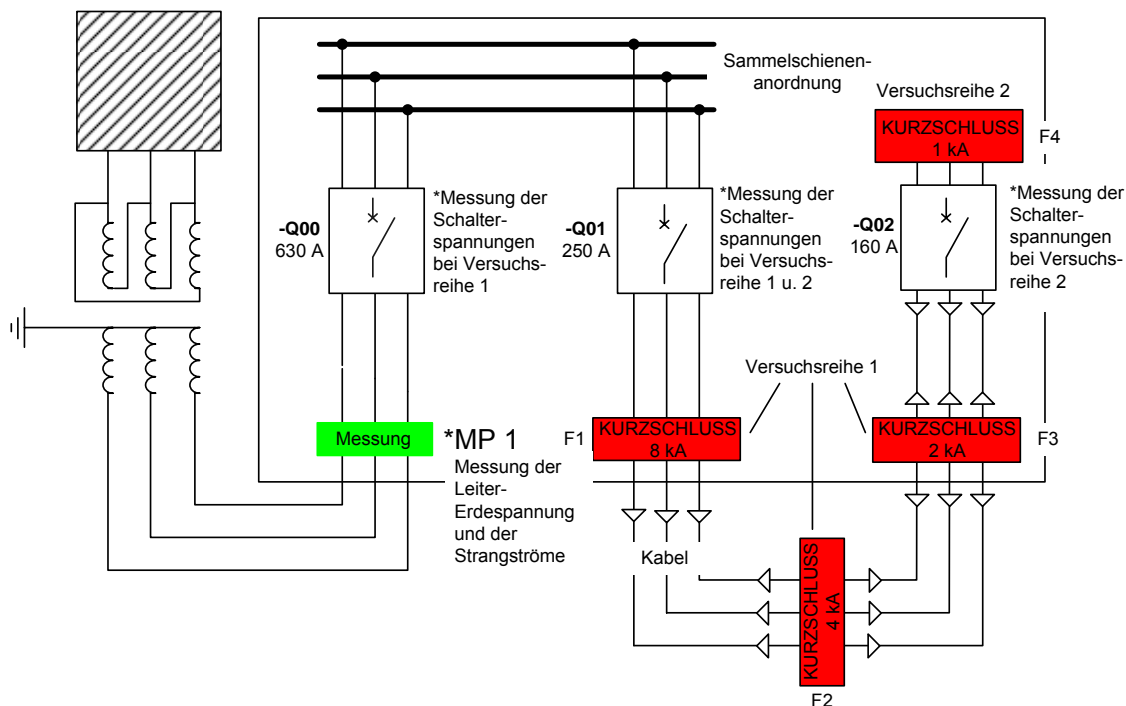 Sammelschienen-
anordnung
Versuchsreihe 2
KURZSCHLUSS
1 kA
F4
-Q00
630 A
*Messung der
Schalter-
spannungen
bei Versuchs-
reihe 1
-Q01
250 A
*Messung der
Schalter-
spannungen
bei Versuchs-
reihe 1 u. 2
-Q02
160 A
*Messung der
Schalter-
spannungen
bei Versuchs-
reihe 2
Versuchsreihe 1
Messung
*MP 1
Messung der
Leiter-
Erdespannung
und der
Strangströme
F1
KURZSCHLUSS
8 kA
KURZSCHLUSS
2 kA
F3
Kabel
KURZSCHLUSS
4 kA
F2